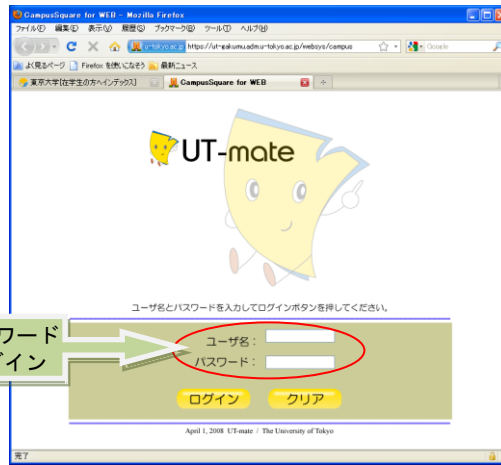 CampusSquare for WEB - Mozilla Firefox
ファイル(F) 編集(E) 表示(V) 履歴(S) ブックマーク(B) ツール(T) ヘルプ(H)
u-tokyo.ac.jp https://ut-gakumu.adm.u-tokyo.ac.jp/websys/campus Google
よく見るページ Firefox を使いこなそう 最新ニュース
東京大学[在学生の方へインデックス] CampusSquare for WEB
UT-mate
ユーザ名とパスワードを入力してログインボタンを押してください。
ワード
ユーザ名：
グイン
パスワード：
ログイン クリア
April 1, 2008 UT-mate / The University of Tokyo
完了